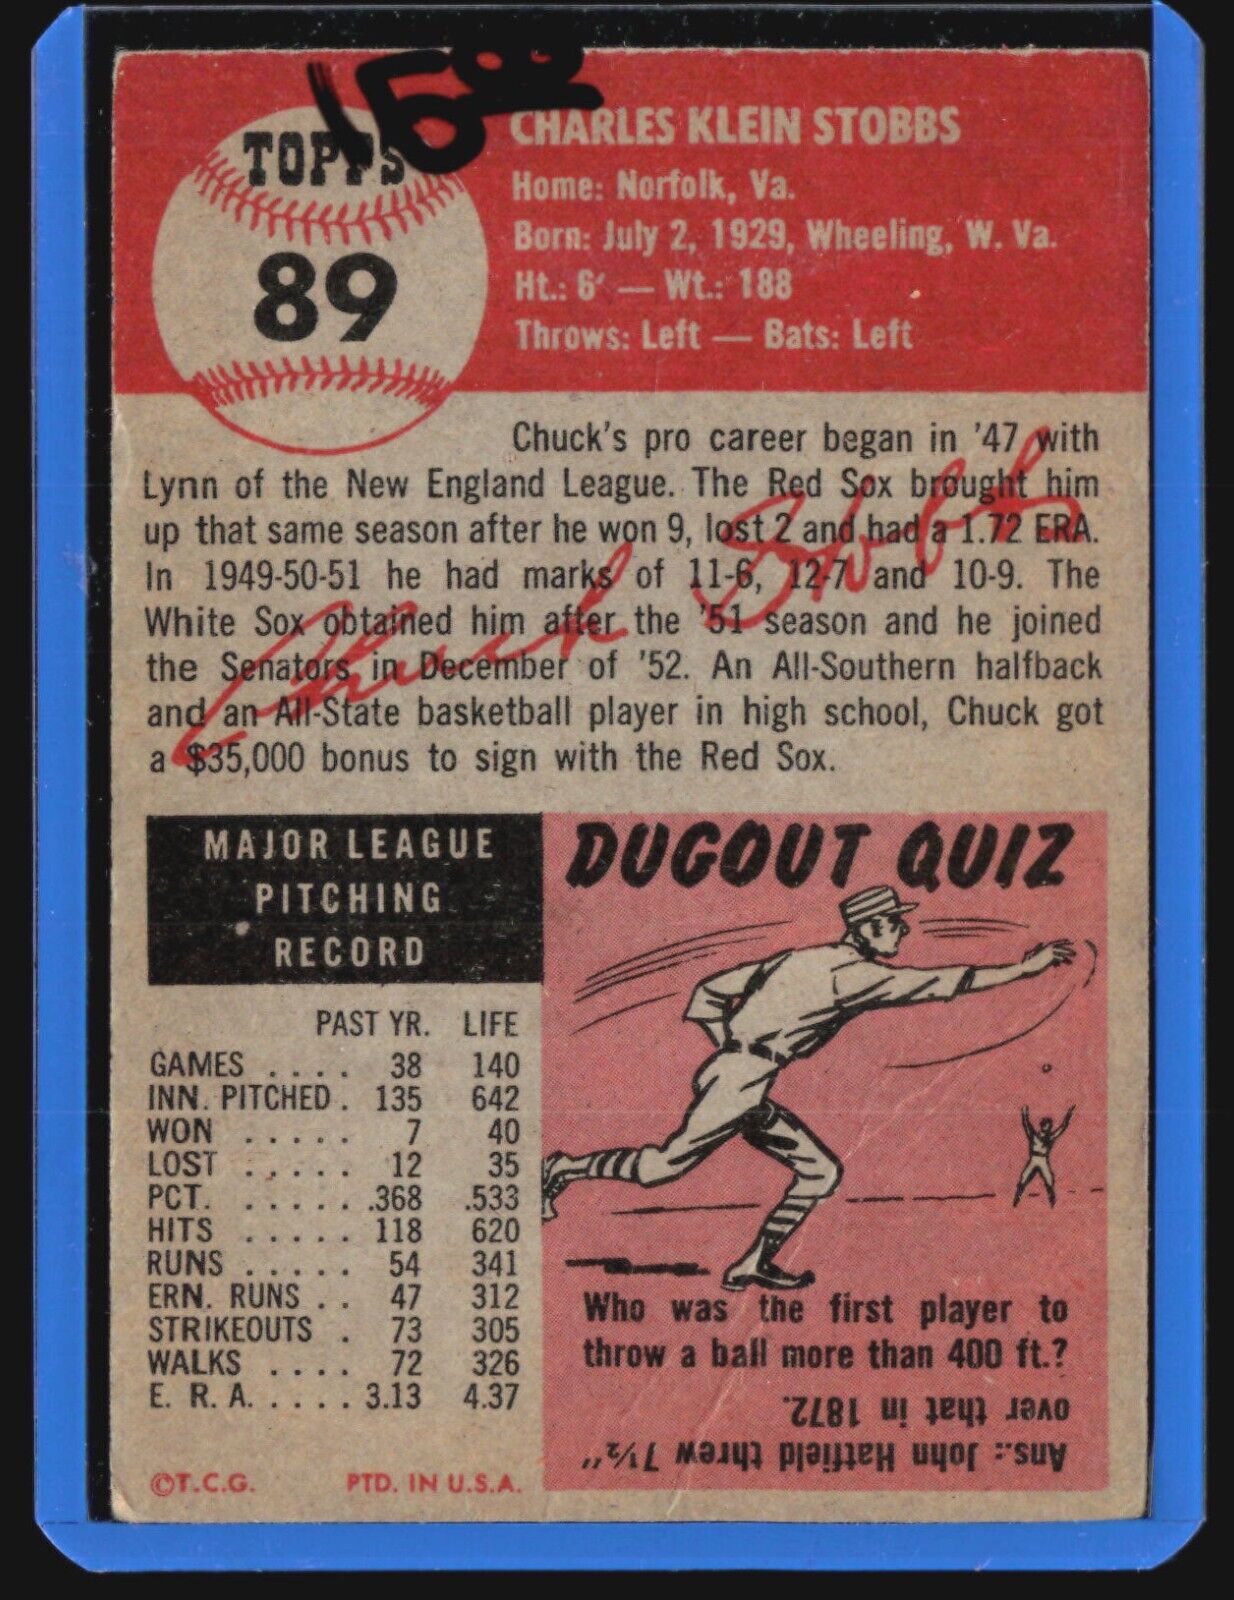 15.00
TOPPS
89
CHARLES KLEIN STOBBS
Home: Norfolk, Va.
Born: July 2, 1929, Wheeling, W. Va.
Ht.: 6' — Wt.: 188
Throws: Left — Bats: Left
Chuck's pro career began in '47 with
Lynn of the New England League. The Red Sox brought him
up that same season after he won 9, lost 2 and had a 1.72 ERA.
In 1949-50-51 he had marks of 11-6, 12-7 and 10-9. The
White Sox obtained him after the '51 season and he joined
the Senators in December of '52. An All-Southern halfback
and an All-State basketball player in high school, Chuck got
a $35,000 bonus to sign with the Red Sox.
Chuck Stobbs
MAJOR LEAGUE
PITCHING
RECORD
PAST YR. LIFE
GAMES . . . . 38 140
INN. PITCHED . 135 642
WON . . . . . 7 40
LOST . . . . . 12 35
PCT. . . . . . .368 .533
HITS . . . . . 118 620
RUNS . . . . . 54 341
ERN. RUNS . . 47 312
STRIKEOUTS . 73 305
WALKS . . . . 72 326
E. R. A. . . . . 3.13 4.37
©T.C.G. PTD. IN U.S.A.
DUGOUT QUIZ
Who was the first player to
throw a ball more than 400 ft.?
Ans.: John Hatfield threw 7½"
over that in 1872.